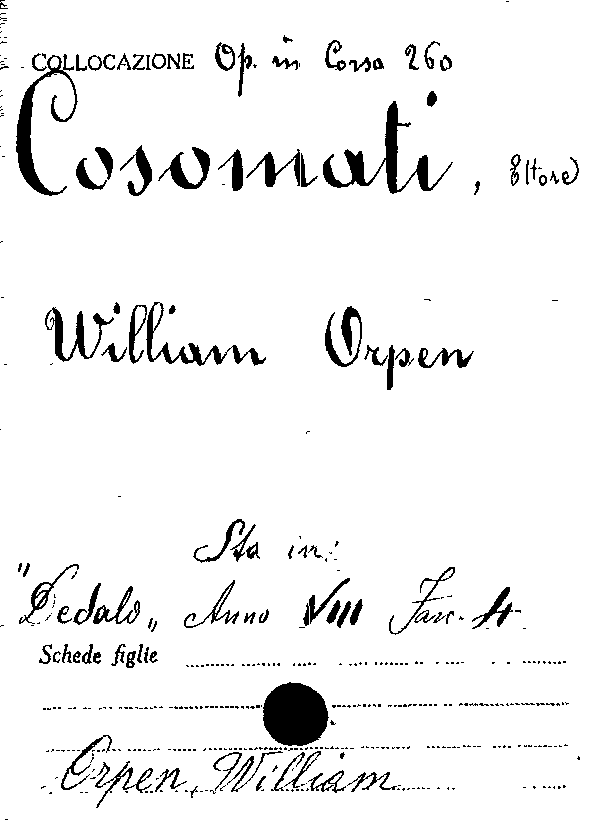 COLLOCAZIONE Op. in Corso 260
Cosomati, Ettore
William Orpen
Sta in:
"Dedalo„ Anno VIII Fasc. 4
Schede figlie
Orpen, William